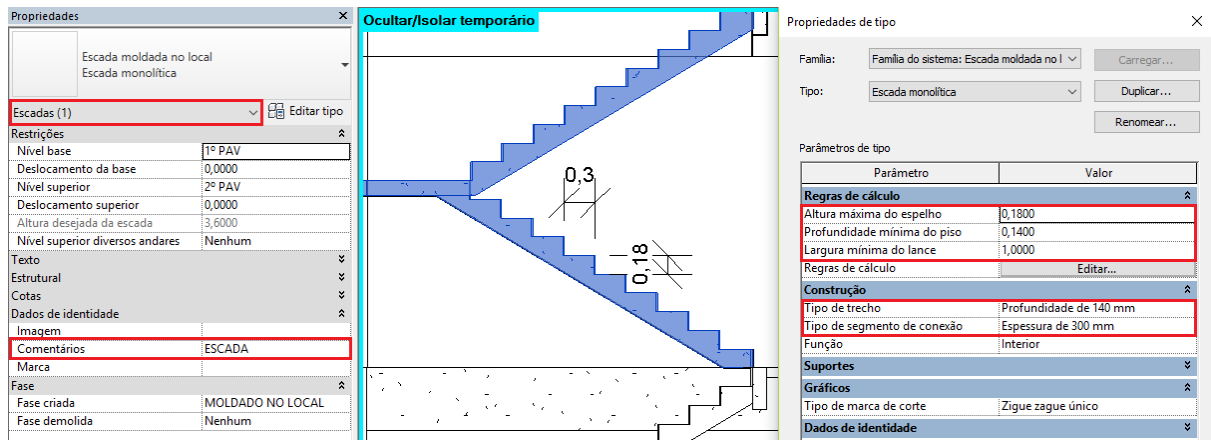 Propriedades
Escada moldada no local
Escada monolítica
Escadas (1)
Editar tipo
Restrições
Nível base 1º PAV
Deslocamento da base 0,0000
Nível superior 2º PAV
Deslocamento superior 0,0000
Altura desejada da escada 3,6000
Nível superior diversos andares Nenhum
Texto
Estrutural
Cotas
Dados de identidade
Imagem
Comentários ESCADA
Marca
Fase
Fase criada MOLDADO NO LOCAL
Fase demolida Nenhum
Ocultar/Isolar temporário
0,3
0,18
Propriedades de tipo
Família: Família do sistema: Escada moldada no l Carregar...
Tipo: Escada monolítica Duplicar...
Renomear...
Parâmetros de tipo
Parâmetro Valor
Regras de cálculo
Altura máxima do espelho 0,1800
Profundidade mínima do piso 0,1400
Largura mínima do lance 1,0000
Regras de cálculo Editar...
Construção
Tipo de trecho Profundidade de 140 mm
Tipo de segmento de conexão Espessura de 300 mm
Função Interior
Suportes
Gráficos
Tipo de marca de corte Zigue zague único
Dados de identidade